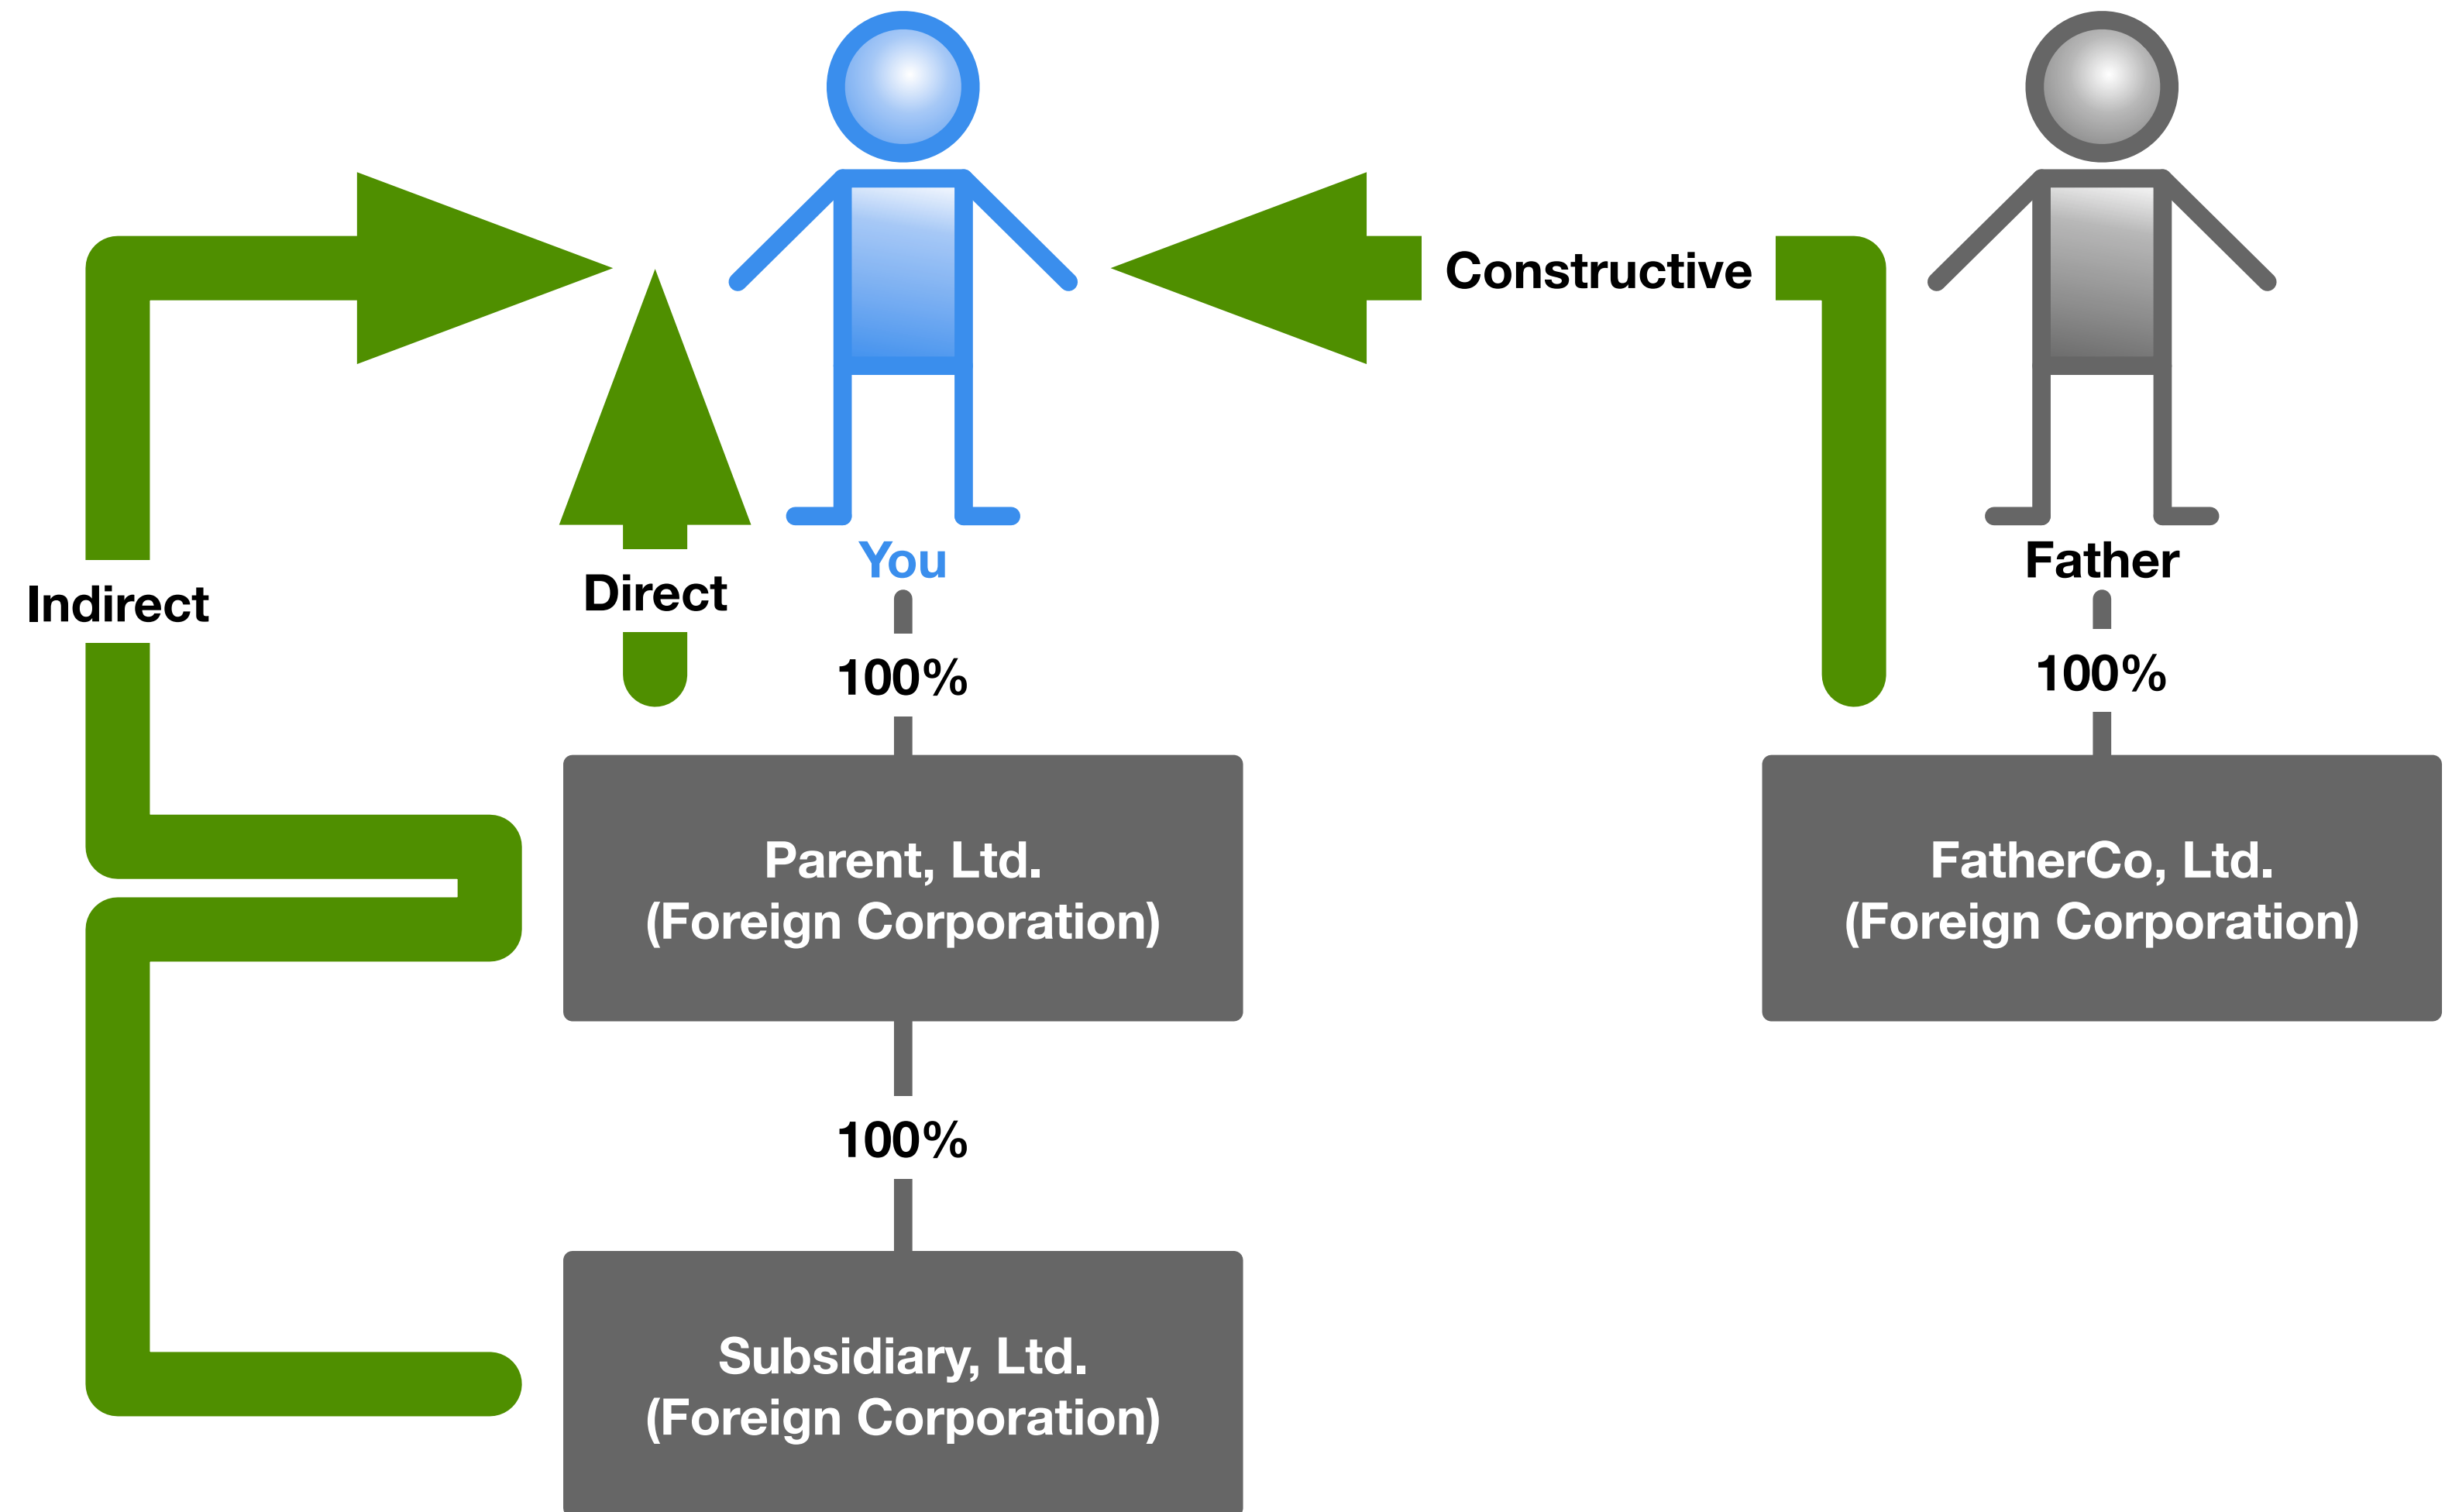 Constructive
You
Father
Indirect
Direct
100%
100%
Parent, Ltd.
(Foreign Corporation)
FatherCo, Ltd.
(Foreign Corporation)
100%
Subsidiary, Ltd.
(Foreign Corporation)